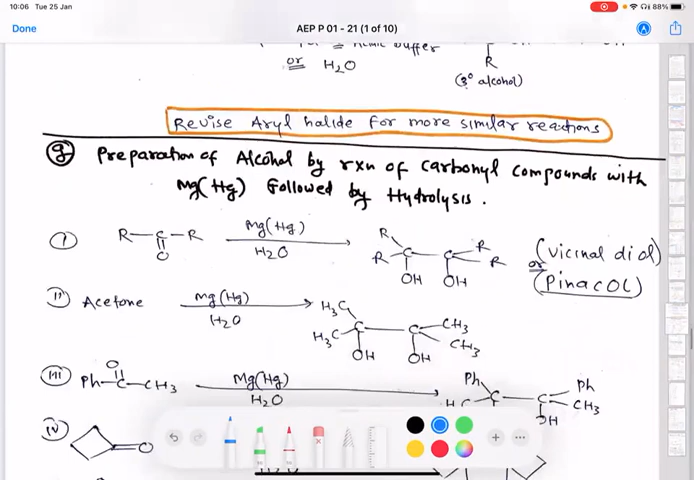 10:06 Tue 25 Jan
88%
Done
AEP P 01 - 21 (1 of 10)
or H2O
R
(3° alcohol)
Revise Aryl halide for more similar reactions
(g) Preparation of Alcohol by rxn of carbonyl compounds with
Mg(Hg) Followed by Hydrolysis.
(I) R-C-R Mg(Hg) R R (vicinal diol)
O H2O R C C R or
OH OH (Pinacol)
(II) Acetone Mg(Hg) H3C CH3
H2O H3C C C CH3
OH OH
(III) O
Ph-C-CH3 Mg(Hg) Ph Ph
H2O C C CH3
OH
(IV) O